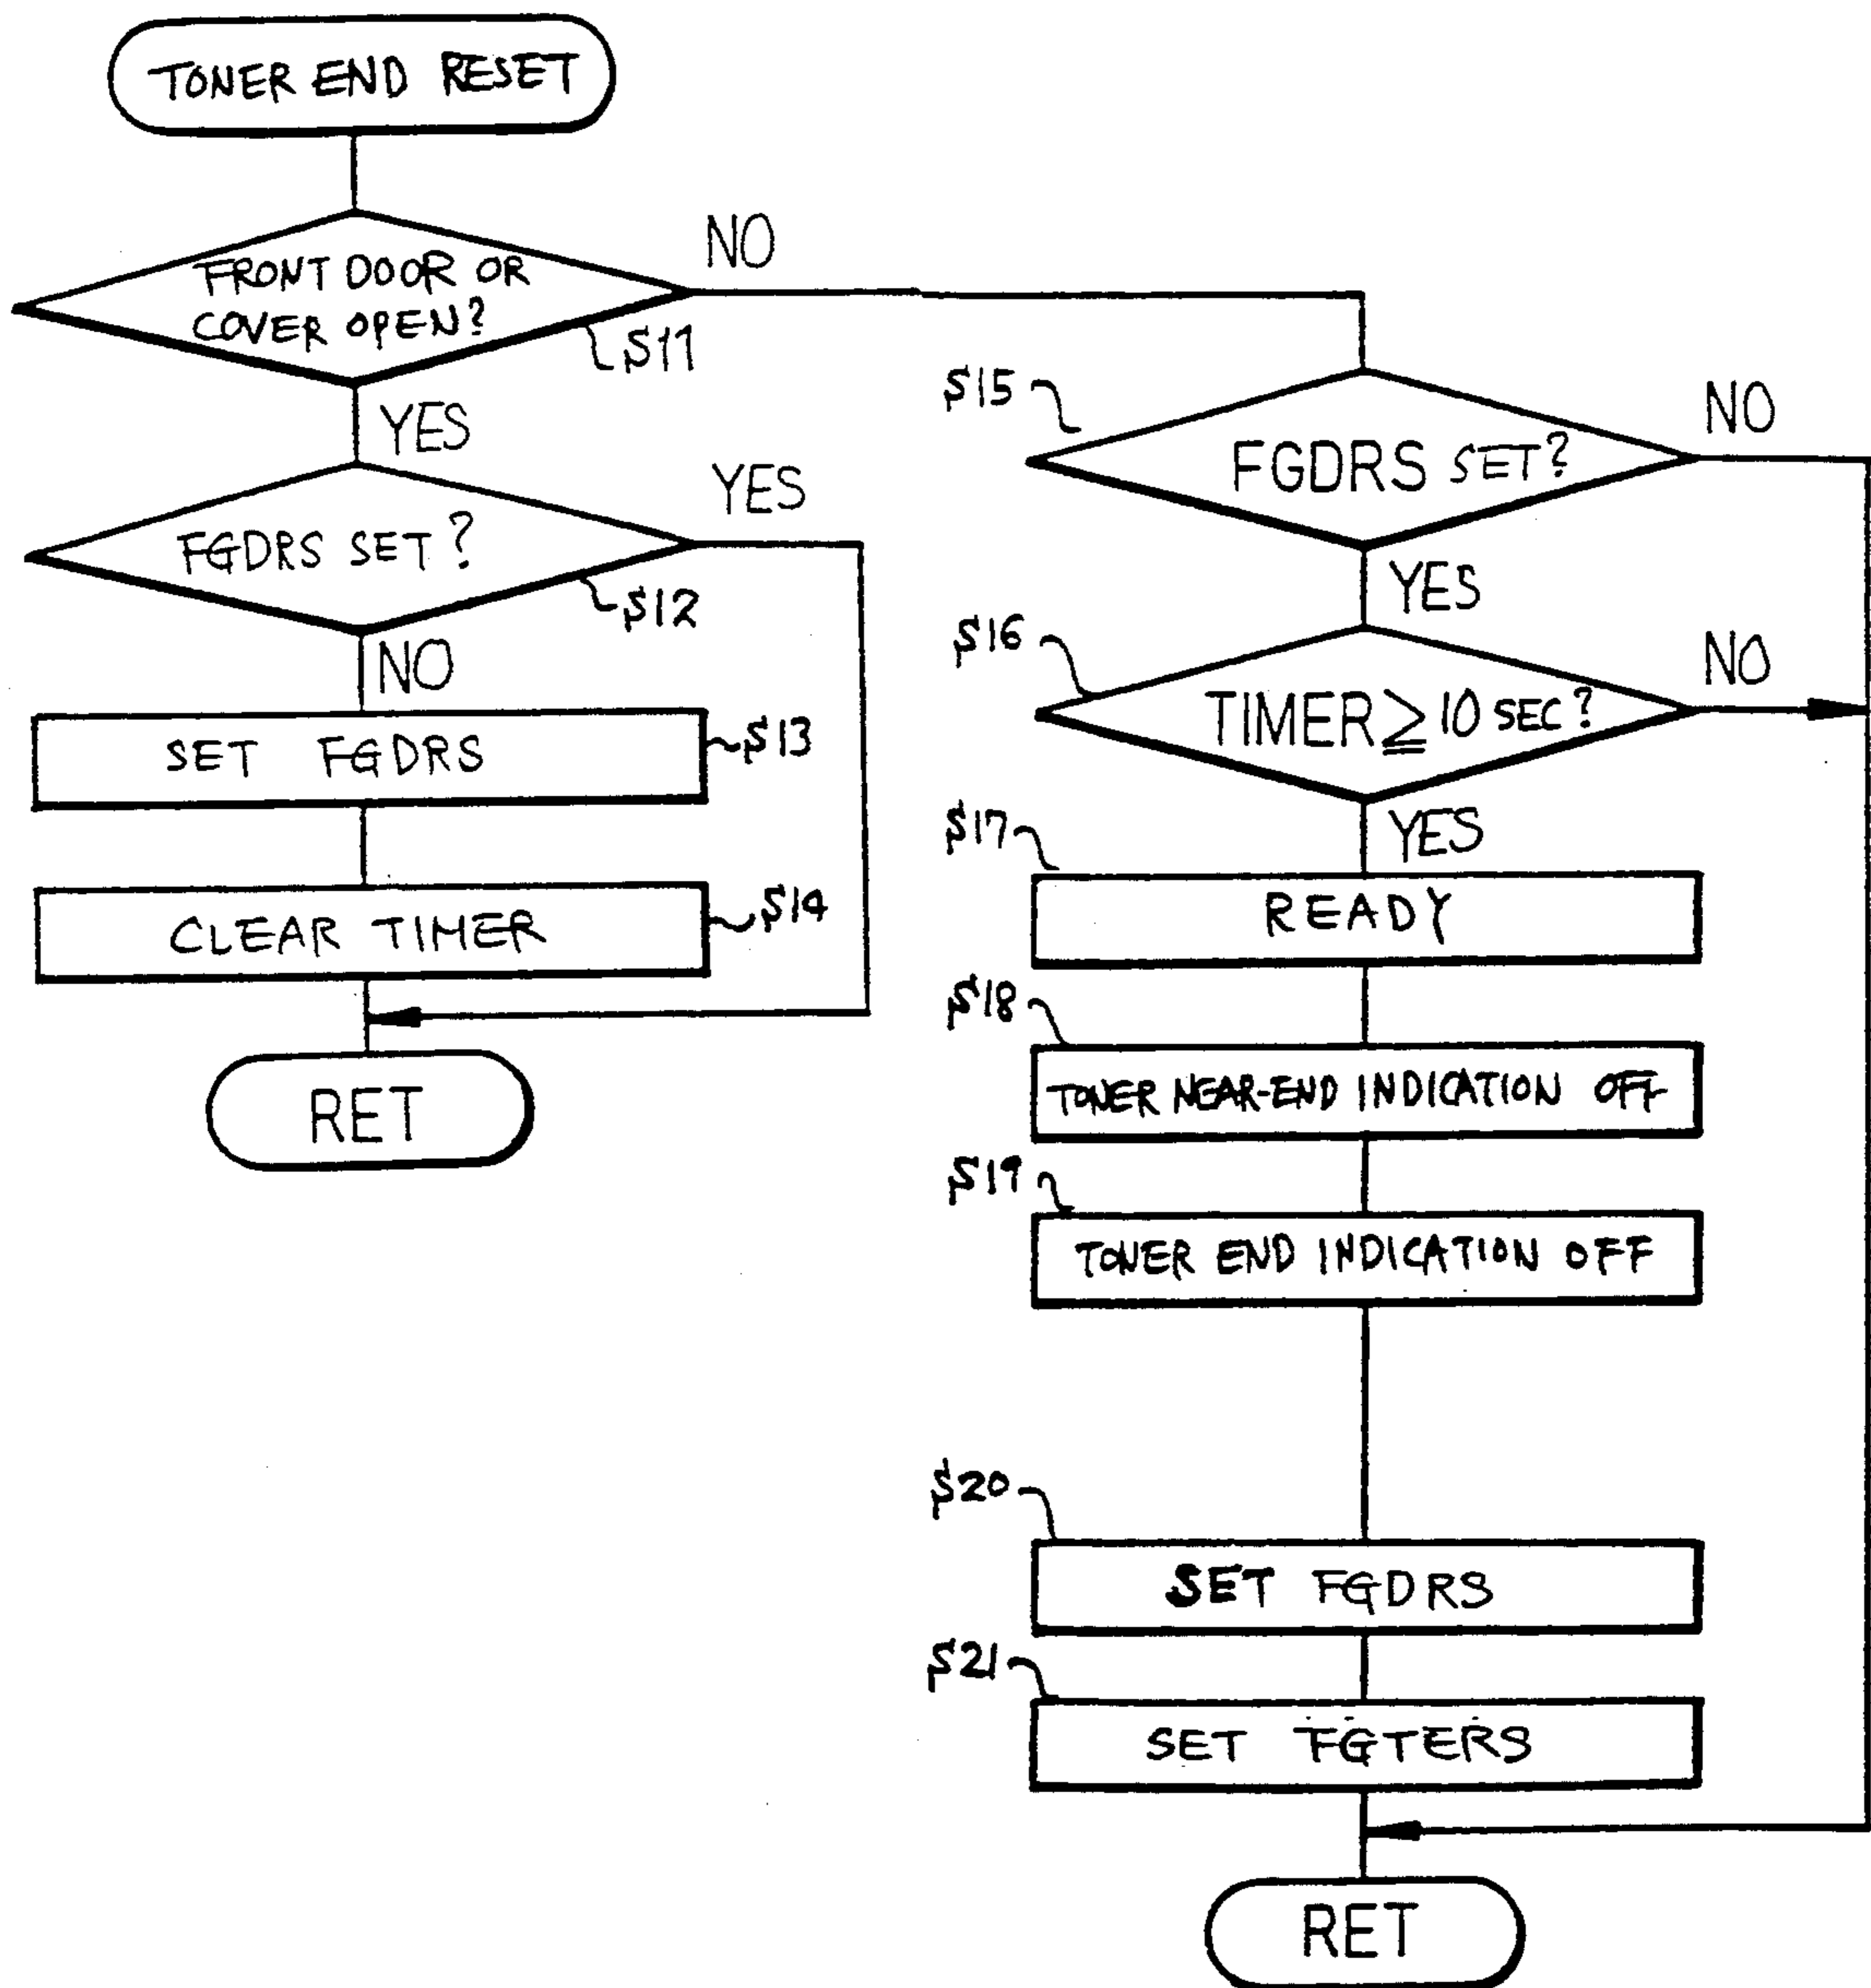 TONER END RESET
FRONT DOOR OR
COVER OPEN?
S11
NO
YES
FGDRS SET?
S12
YES
NO
SET FGDRS
S13
CLEAR TIMER
S14
RET
S15
FGDRS SET?
NO
YES
S16
TIMER ≧ 10 SEC?
NO
YES
S17
READY
S18
TONER NEAR-END INDICATION OFF
S19
TONER END INDICATION OFF
S20
SET FGDRS
S21
SET FGTERS
RET